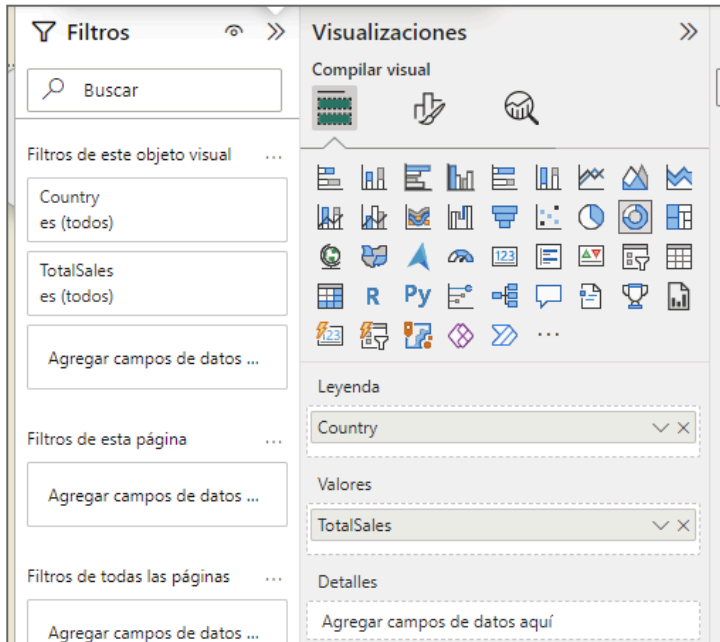 Filtros
Buscar
Filtros de este objeto visual ...
Country
es (todos)
TotalSales
es (todos)
Agregar campos de datos ...
Filtros de esta página ...
Agregar campos de datos ...
Filtros de todas las páginas ...
Agregar campos de datos ...
Visualizaciones
Compilar visual
123
R Py
123 ...
Leyenda
Country
Valores
TotalSales
Detalles
Agregar campos de datos aquí